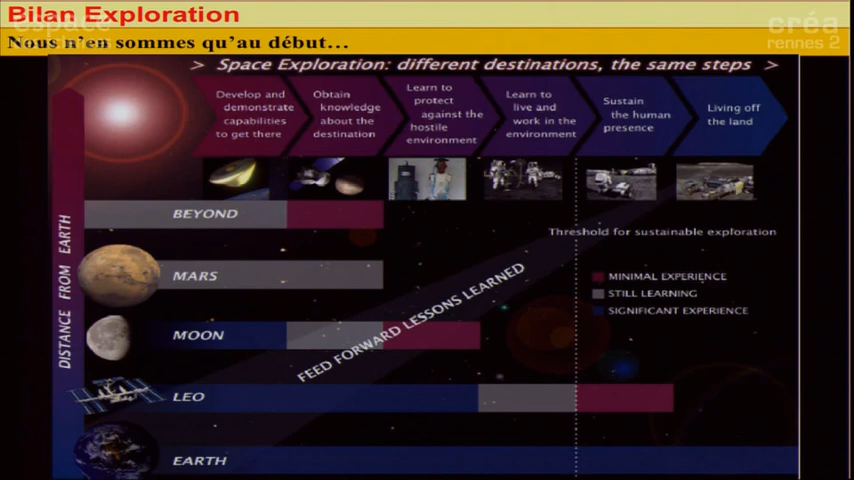 Bilan Exploration
espace
créa
rennes 2
Nous n'en sommes qu'au début...
> Space Exploration: different destinations, the same steps >
Develop and
demonstrate
capabilities
to get there
Obtain
knowledge
about the
destination
Learn to
protect
against the
hostile
environment
Learn to
live and
work in the
environment
Sustain
the human
presence
Living off
the land
DISTANCE FROM EARTH
BEYOND
Threshold for sustainable exploration
MARS
MINIMAL EXPERIENCE
STILL LEARNING
SIGNIFICANT EXPERIENCE
FEED FORWARD LESSONS LEARNED
MOON
LEO
EARTH